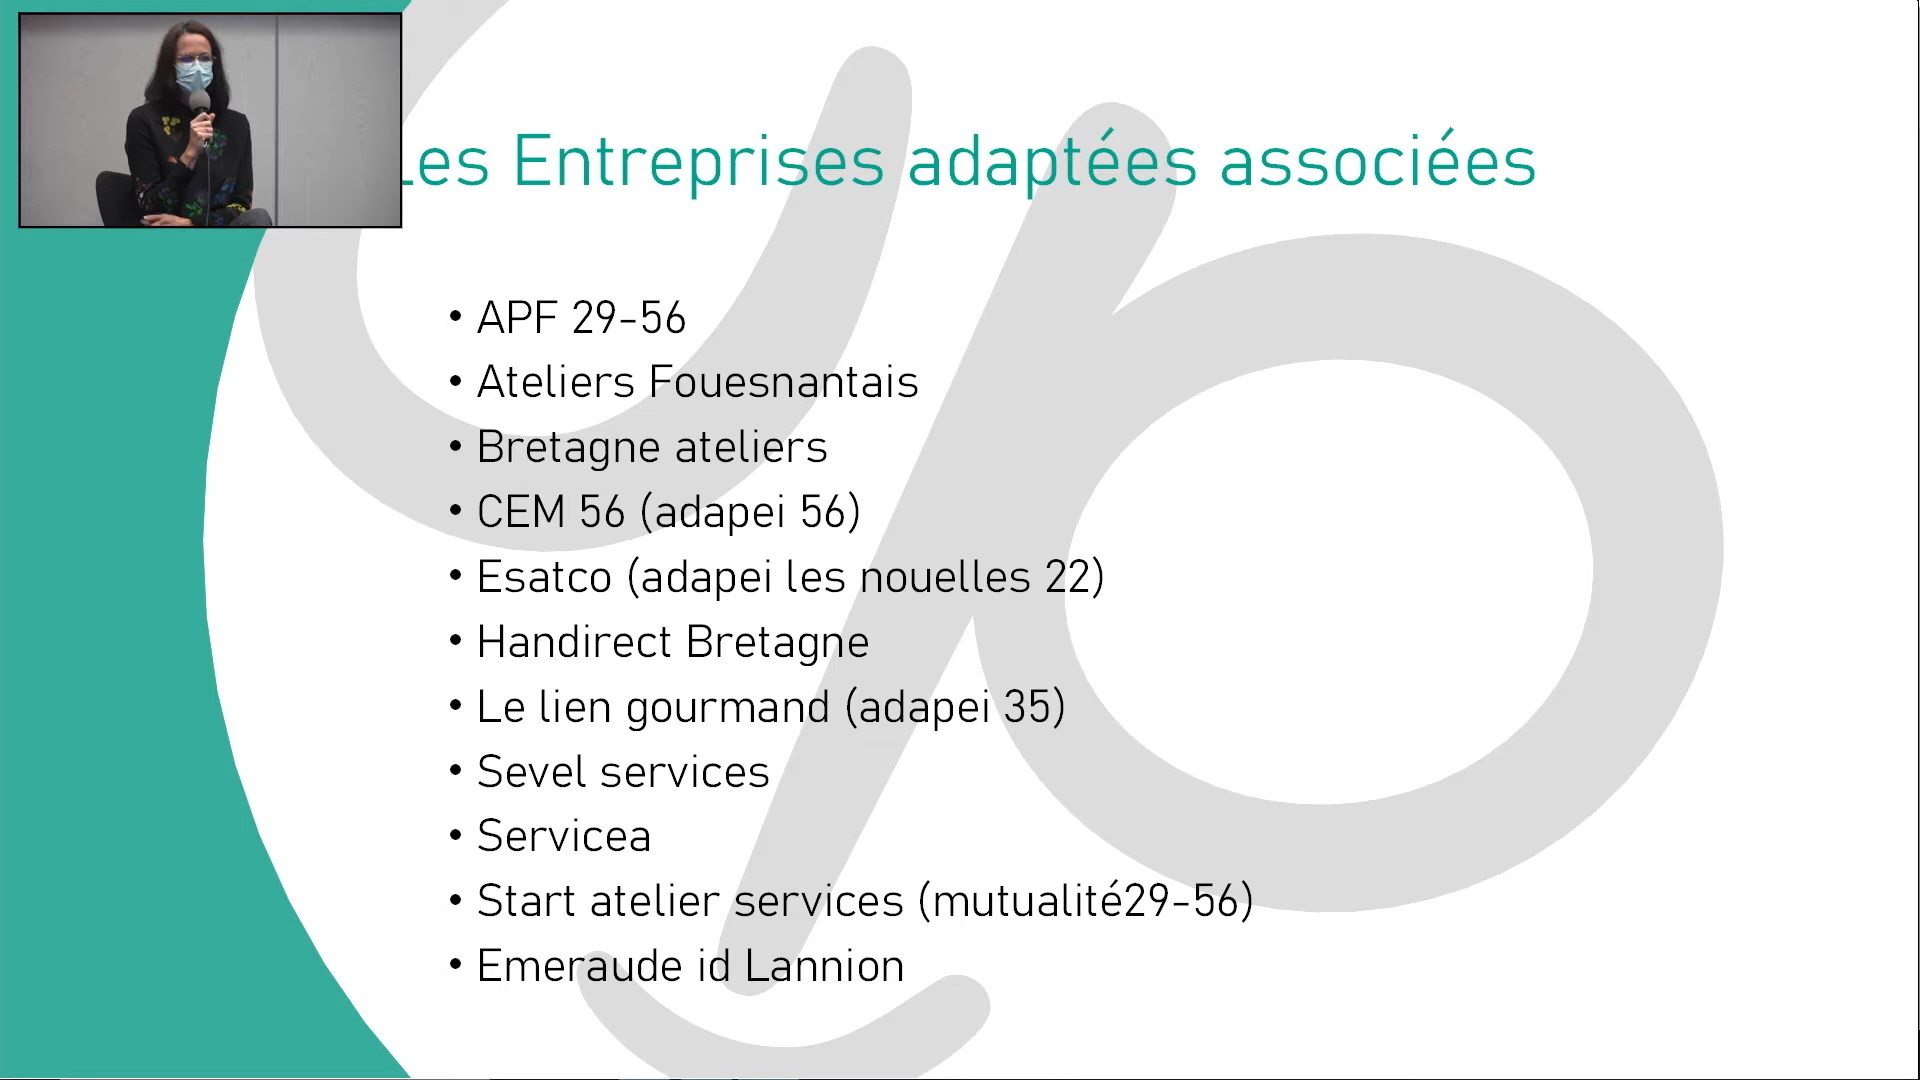 Les Entreprises adaptées associées
• APF 29-56
• Ateliers Fouesnantais
• Bretagne ateliers
• CEM 56 (adapei 56)
• Esatco (adapei les nouelles 22)
• Handirect Bretagne
• Le lien gourmand (adapei 35)
• Sevel services
• Servicea
• Start atelier services (mutualité29-56)
• Emeraude id Lannion